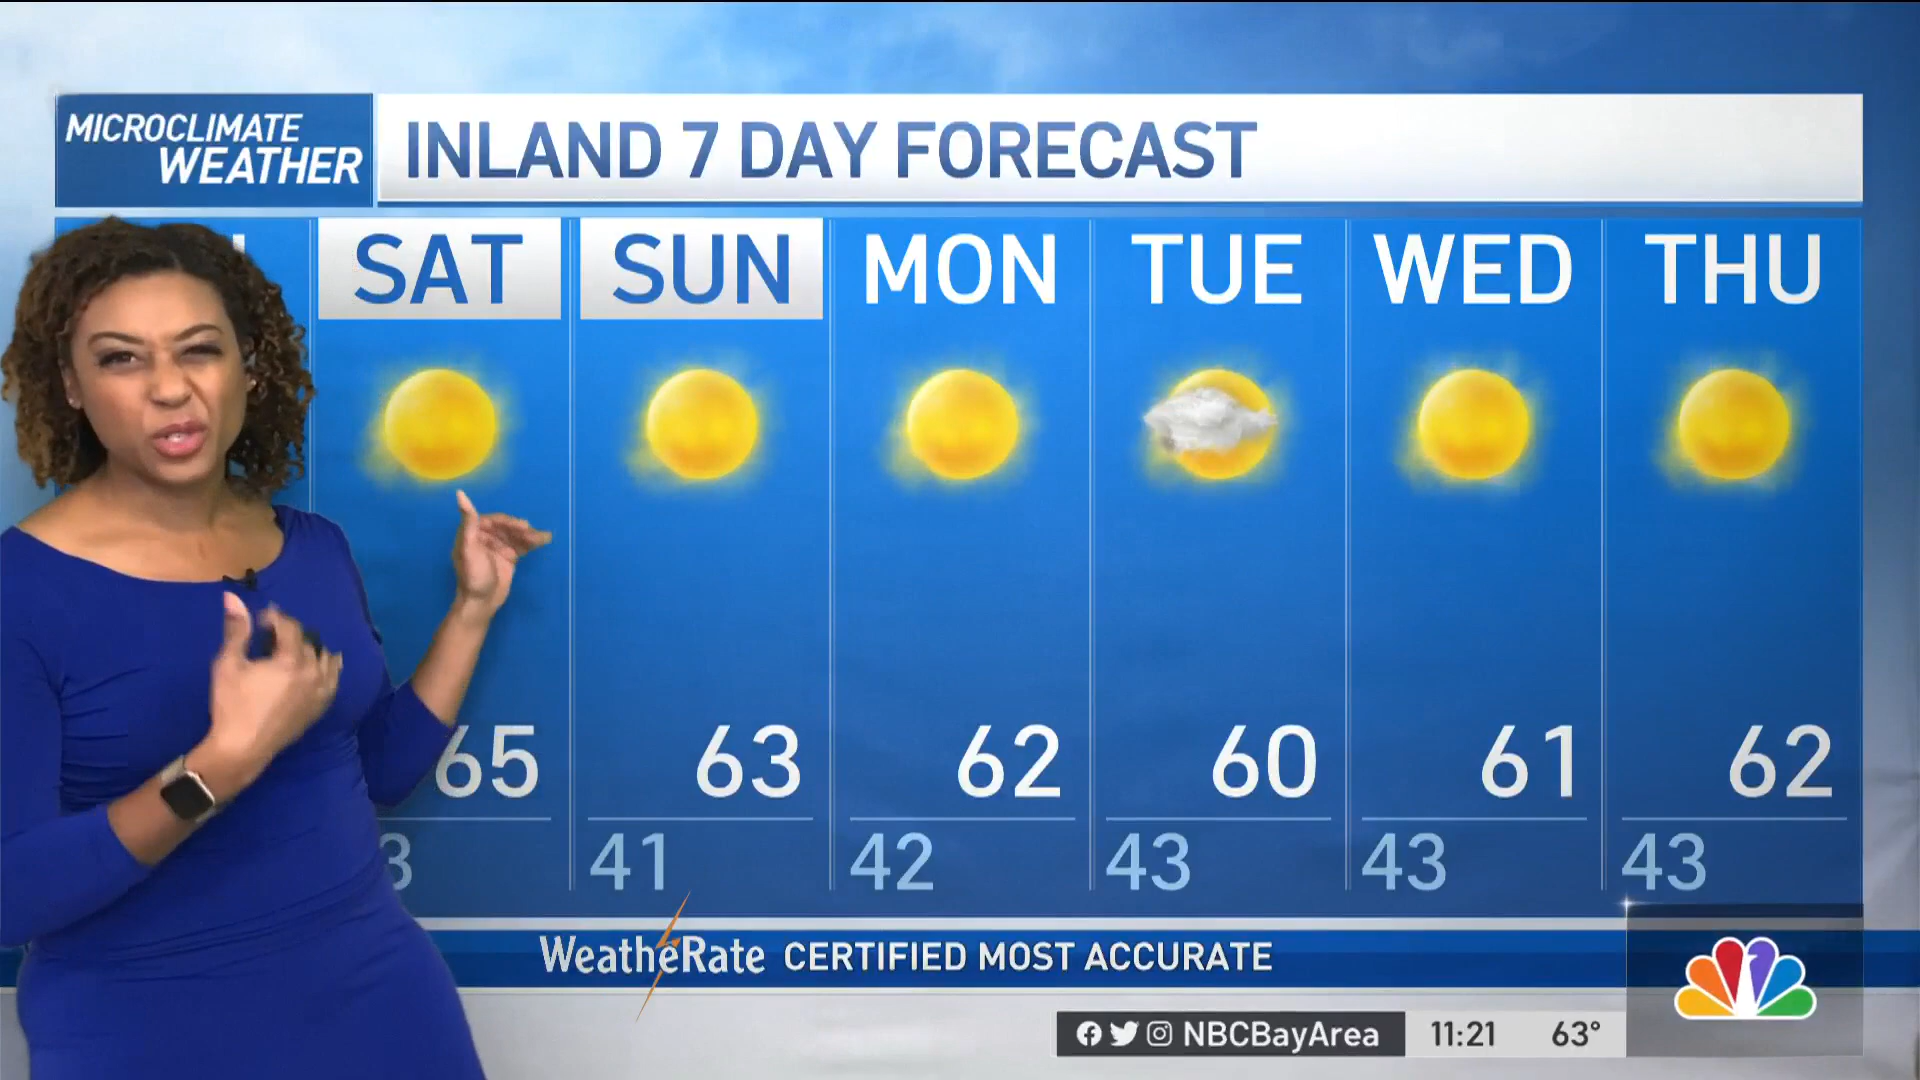 MICROCLIMATE
WEATHER
INLAND 7 DAY FORECAST
SAT SUN MON TUE WED THU
65 63 62 60 61 62
3 41 42 43 43 43
WeatheRate CERTIFIED MOST ACCURATE
NBCBayArea 11:21 63°